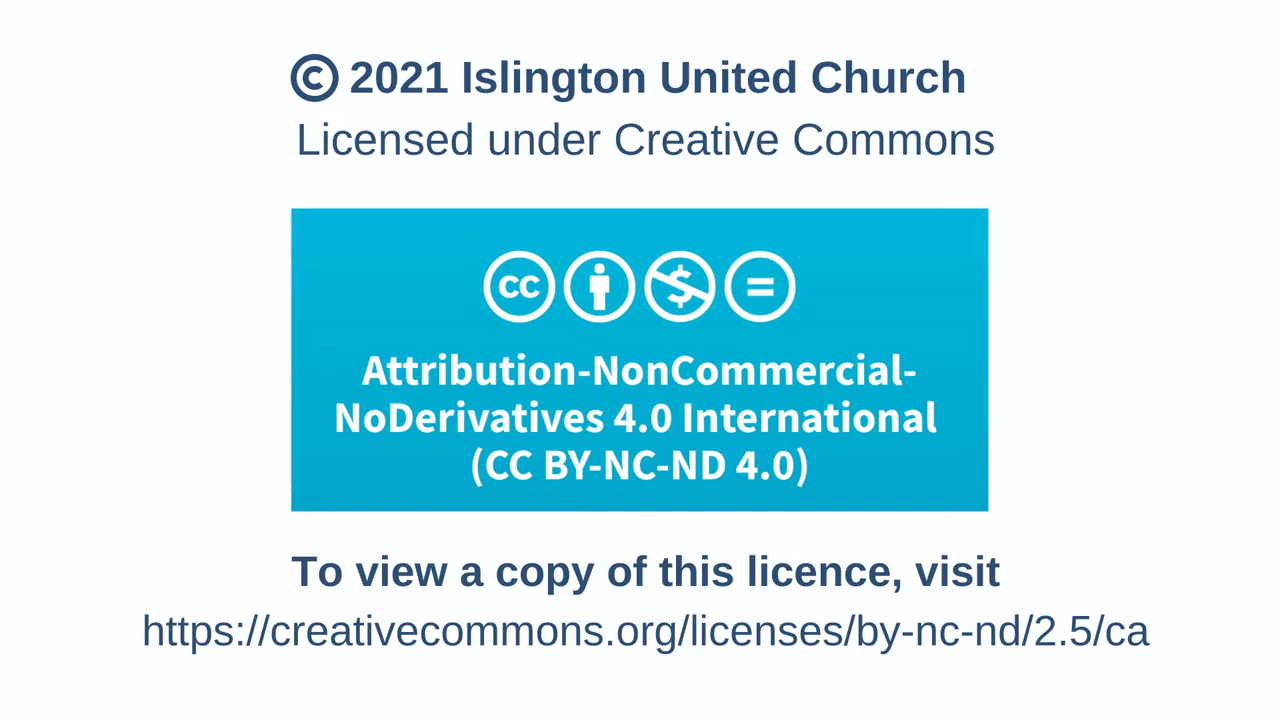 © 2021 Islington United Church
Licensed under Creative Commons
cc $ =
Attribution-NonCommercial-
NoDerivatives 4.0 International
(CC BY-NC-ND 4.0)
To view a copy of this licence, visit
https://creativecommons.org/licenses/by-nc-nd/2.5/ca